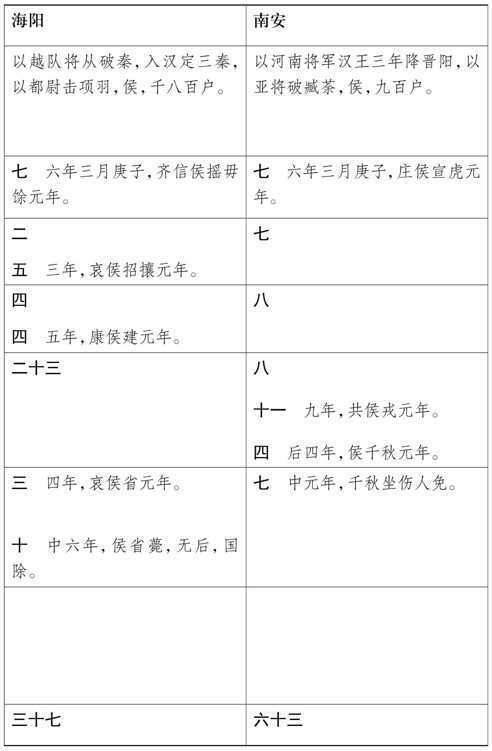 海阳
南安
以越队将从破秦，入汉定三秦，
以都尉击项羽，侯，千八百户。
以河南将军汉王三年降晋阳，以
亚将破臧荼，侯，九百户。
七 六年三月庚子，齐信侯摇毋
馀元年。
七 六年三月庚子，庄侯宣虎元
年。
二
五 三年，哀侯招攘元年。
七
四
四 五年，康侯建元年。
八
二十三
八
十一 九年，共侯戎元年。
四 后四年，侯千秋元年。
三 四年，哀侯省元年。
十 中六年，侯省薨，无后，国
除。
七 中元年，千秋坐伤人免。
三十七
六十三